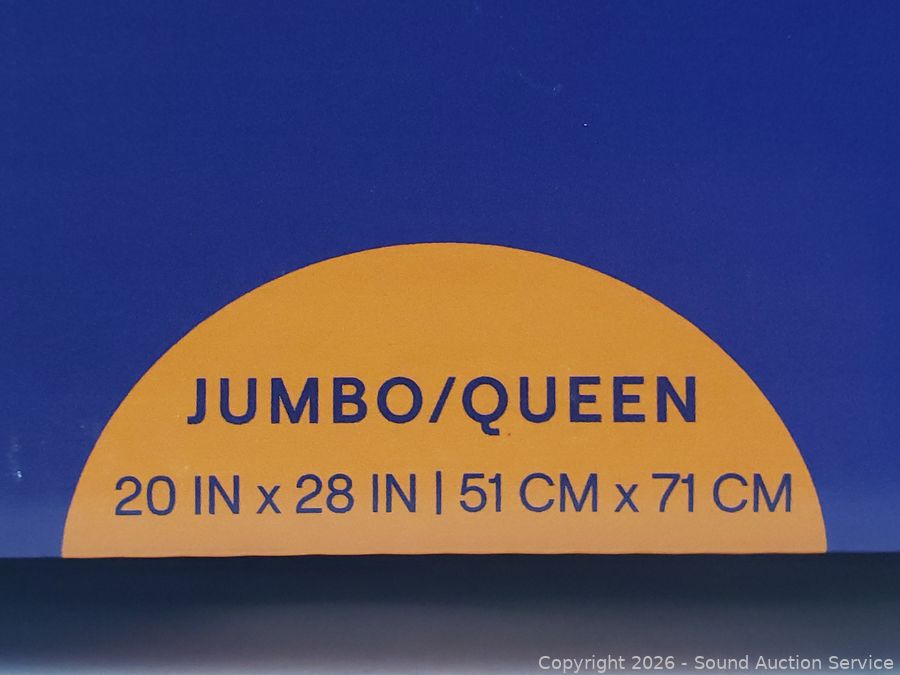 JUMBO/QUEEN
20 IN x 28 IN | 51 CM x 71 CM
Copyright 2026 - Sound Auction Service